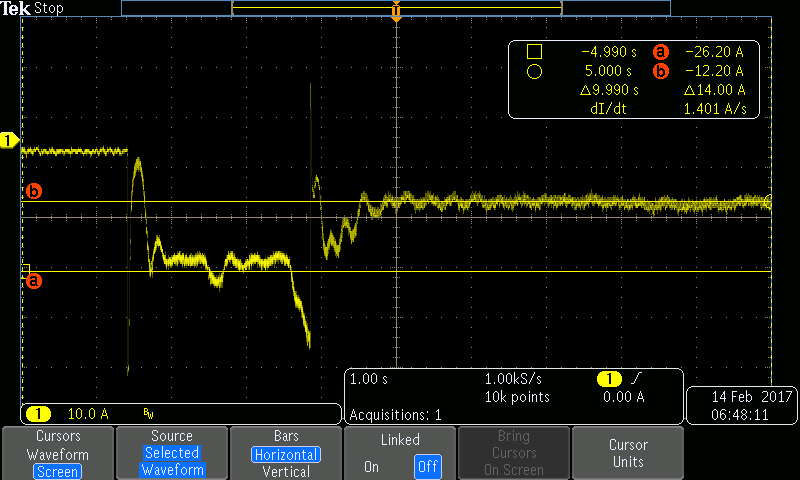 Tek Stop
T
−4.990 s a −26.20 A
5.000 s b −12.20 A
△9.990 s △14.00 A
dI/dt 1.401 A/s
1
b
a
1 10.0 A BW
1.00 s 1.00kS/s 1 0.00 A
10k points
Acquisitions: 1
14 Feb 2017
06:48:11
Cursors
Waveform
Screen
Source
Selected
Waveform
Bars
Horizontal
Vertical
Linked
On Off
Bring
Cursors
On Screen
Cursor
Units